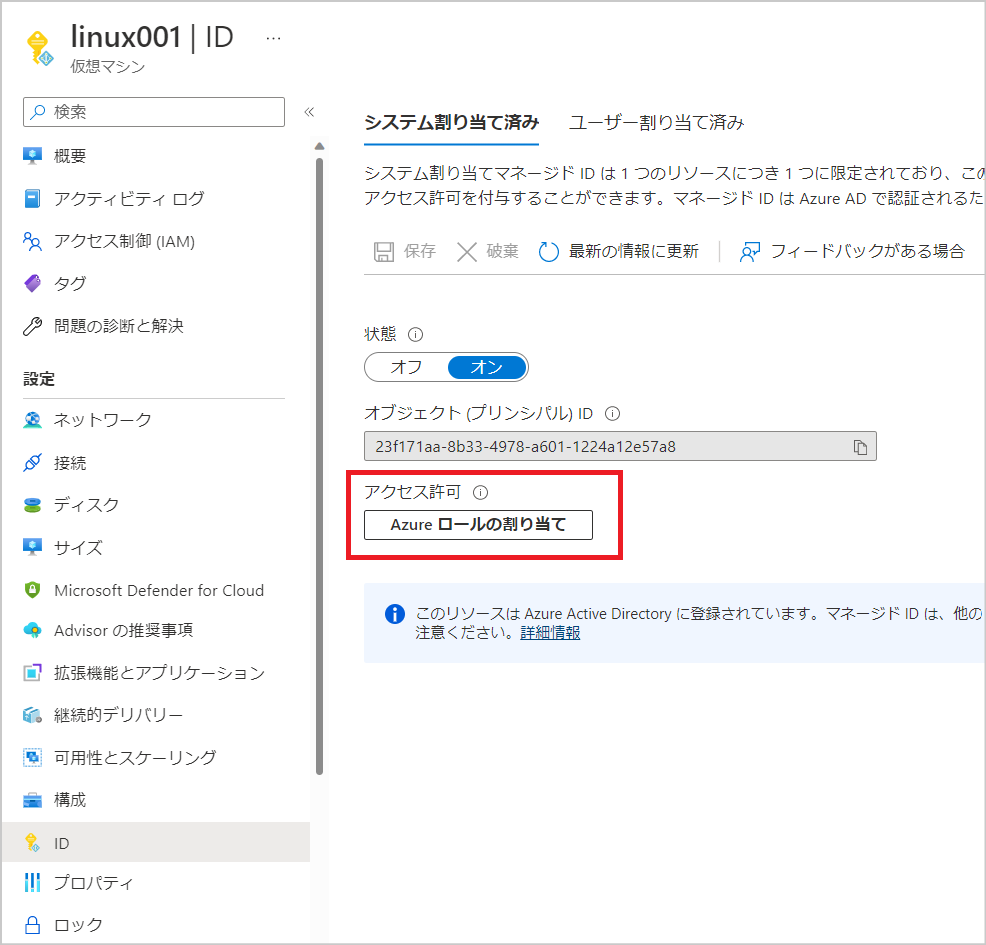 linux001 | ID ...
仮想マシン
検索
«
概要
アクティビティ ログ
アクセス制御 (IAM)
タグ
問題の診断と解決
設定
ネットワーク
接続
ディスク
サイズ
Microsoft Defender for Cloud
Advisor の推奨事項
拡張機能とアプリケーション
継続的デリバリー
可用性とスケーリング
構成
ID
プロパティ
ロック
システム割り当て済み ユーザー割り当て済み
システム割り当てマネージド ID は 1 つのリソースにつき 1 つに限定されており、この
アクセス許可を付与することができます。マネージド ID は Azure AD で認証されるた
保存 破棄 最新の情報に更新 フィードバックがある場合
状態
オフ オン
オブジェクト (プリンシパル) ID
23f171aa-8b33-4978-a601-1224a12e57a8
アクセス許可
Azure ロールの割り当て
このリソースは Azure Active Directory に登録されています。マネージド ID は、他の
注意ください。詳細情報